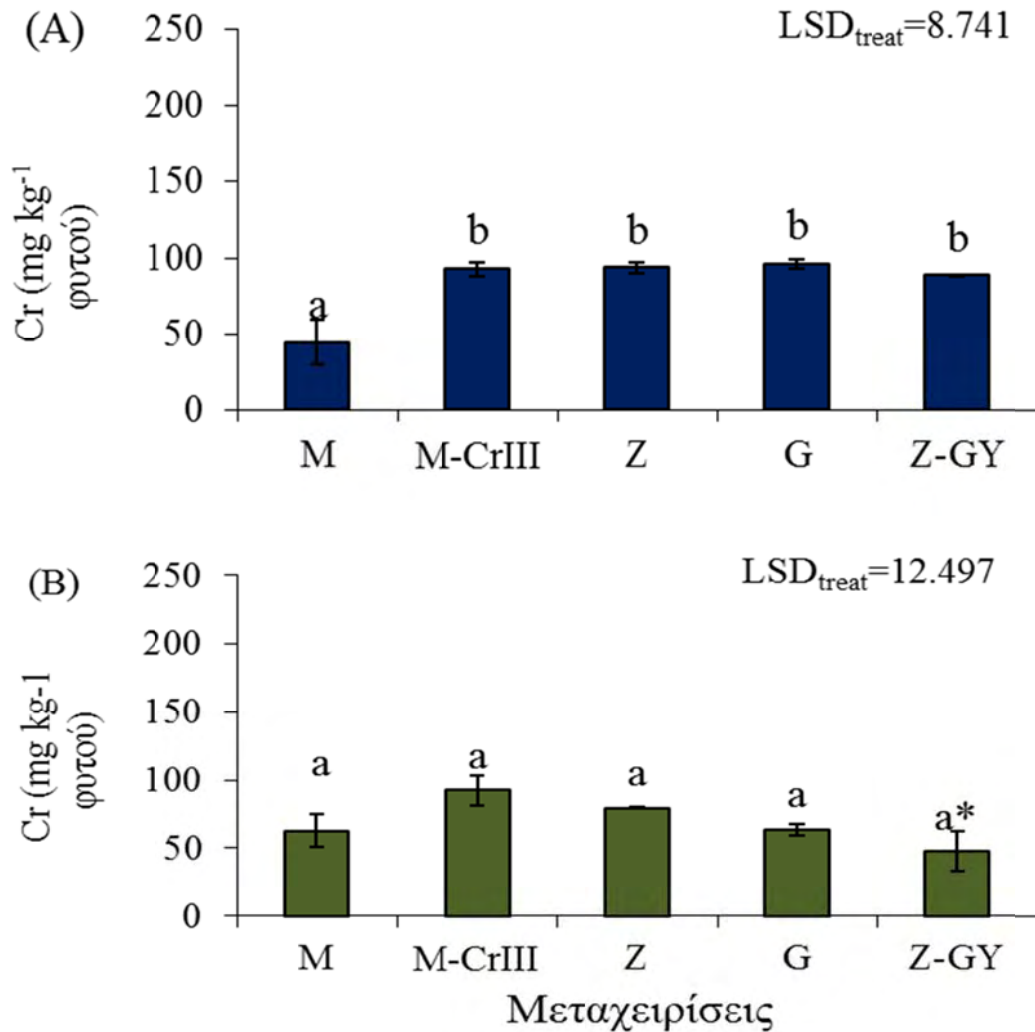 (A)
LSDtreat=8.741
Cr (mg kg-1
φυτού)
250
200
150
100
50
0
a
b
b
b
b
M
M-CrIII
Z
G
Z-GY
(B)
LSDtreat=12.497
Cr (mg kg-1
φυτού)
250
200
150
100
50
0
a
a
a
a
a*
M
M-CrIII
Z
G
Z-GY
Μεταχειρίσεις